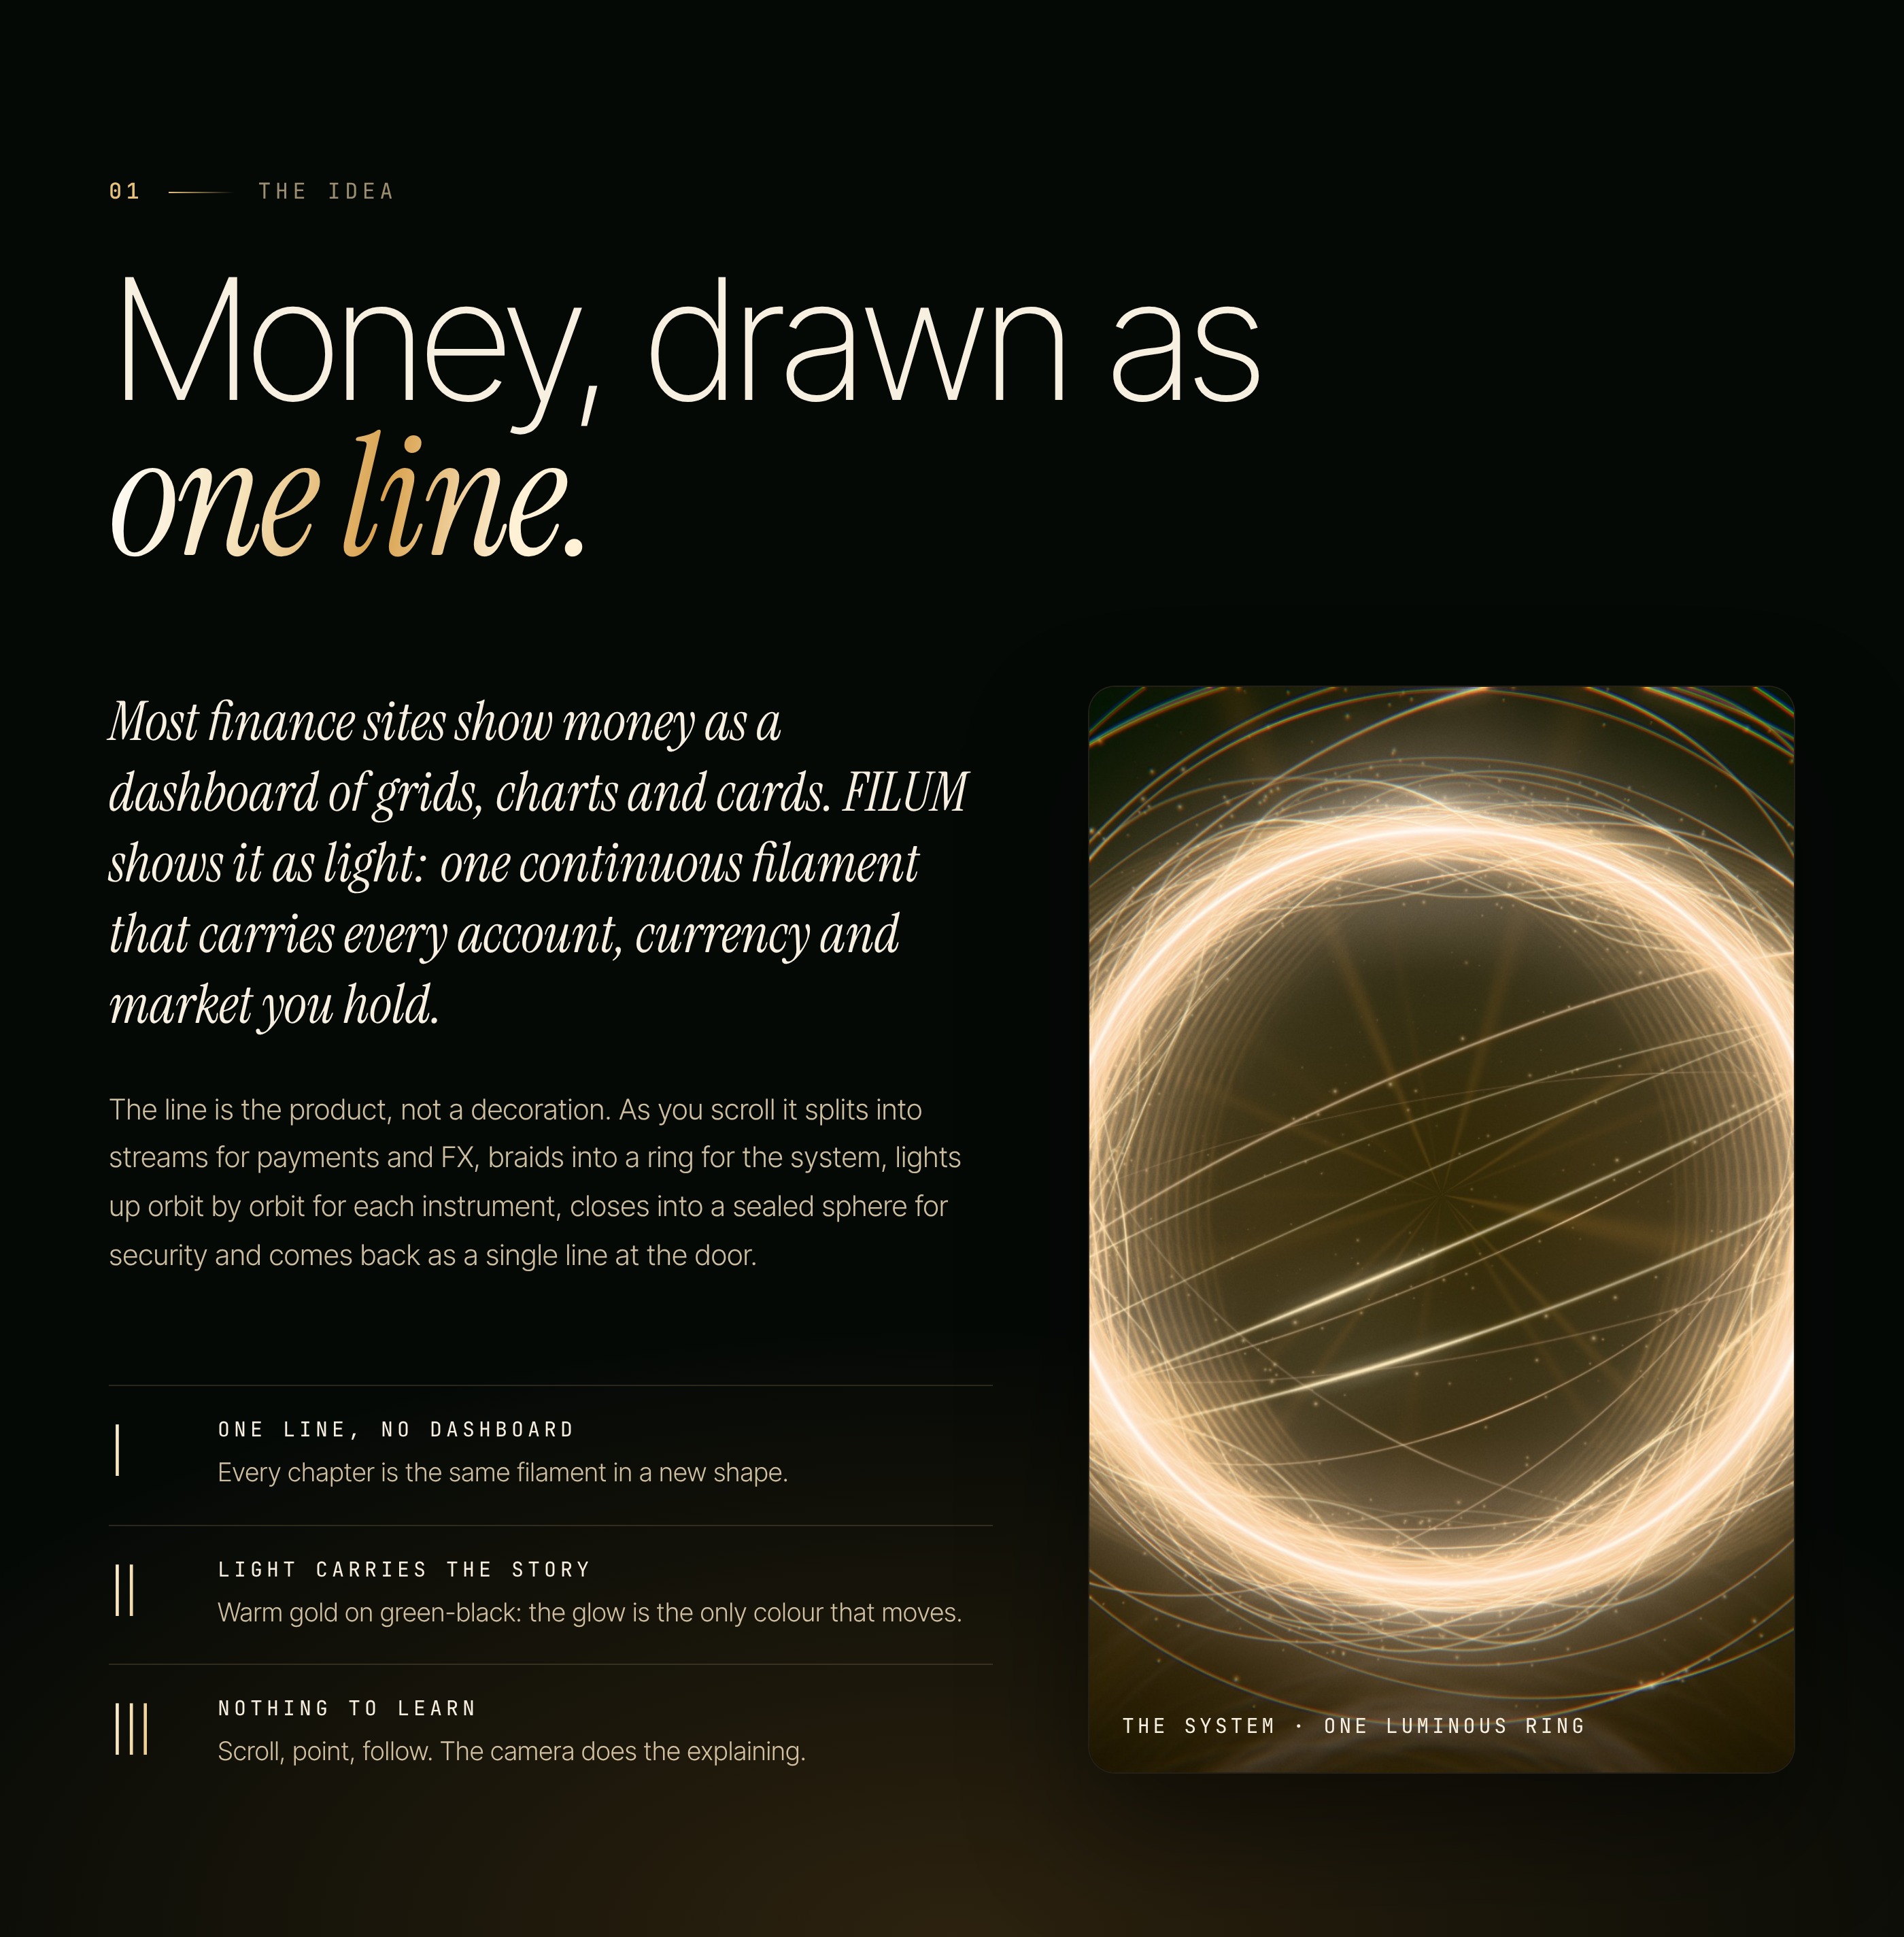 01 THE IDEA
Money, drawn as
one line.
Most finance sites show money as a
dashboard of grids, charts and cards. FILUM
shows it as light: one continuous filament
that carries every account, currency and
market you hold.
The line is the product, not a decoration. As you scroll it splits into
streams for payments and FX, braids into a ring for the system, lights
up orbit by orbit for each instrument, closes into a sealed sphere for
security and comes back as a single line at the door.
ONE LINE, NO DASHBOARD
Every chapter is the same filament in a new shape.
LIGHT CARRIES THE STORY
Warm gold on green-black: the glow is the only colour that moves.
NOTHING TO LEARN
Scroll, point, follow. The camera does the explaining.
THE SYSTEM · ONE LUMINOUS RING